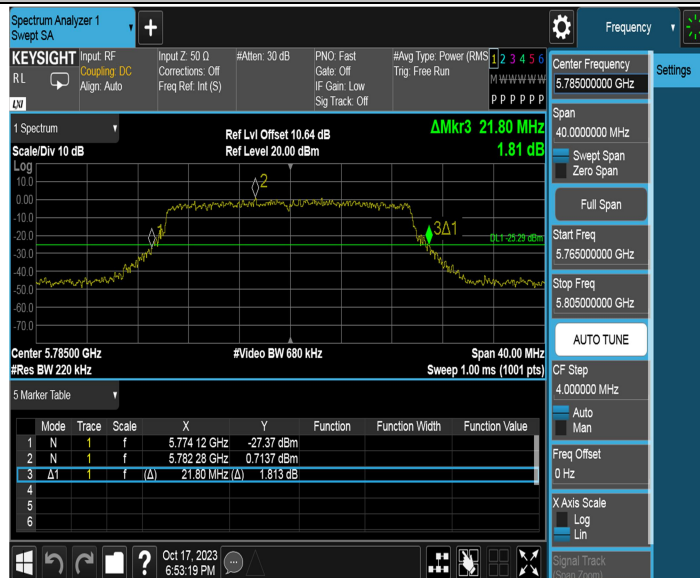 Spectrum Analyzer 1
Swept SA
+
Frequency
KEYSIGHT
RL
LXI
Input: RF
Coupling: DC
Align: Auto
Input Z: 50 Ω
Corrections: Off
Freq Ref: Int (S)
#Atten: 30 dB
PNO: Fast
Gate: Off
IF Gain: Low
Sig Track: Off
#Avg Type: Power (RMS
Trig: Free Run
1 2 3 4 5 6
M W W W W W
P P P P P P
Center Frequency
5.785000000 GHz
Settings
Span
40.0000000 MHz
Swept Span
Zero Span
Full Span
Start Freq
5.765000000 GHz
Stop Freq
5.805000000 GHz
AUTO TUNE
CF Step
4.000000 MHz
Auto
Man
Freq Offset
0 Hz
X Axis Scale
Log
Lin
Signal Track
(Span Zoom)
1 Spectrum
Scale/Div 10 dB
Ref Lvl Offset 10.64 dB
Ref Level 20.00 dBm
ΔMkr3 21.80 MHz
1.81 dB
Log
10.0
0.00
-10.0
-20.0
-30.0
-40.0
-50.0
-60.0
-70.0
1
2
3Δ1
DL1 -25.29 dBm
Center 5.78500 GHz
#Video BW 680 kHz
Span 40.00 MHz
#Res BW 220 kHz
Sweep 1.00 ms (1001 pts)
5 Marker Table
Mode Trace Scale X Y Function Function Width Function Value
1 N 1 f 5.774 12 GHz -27.37 dBm
2 N 1 f 5.782 28 GHz 0.7137 dBm
3 Δ1 1 f (Δ) 21.80 MHz (Δ) 1.813 dB
4
5
6
?
Oct 17, 2023
6:53:19 PM